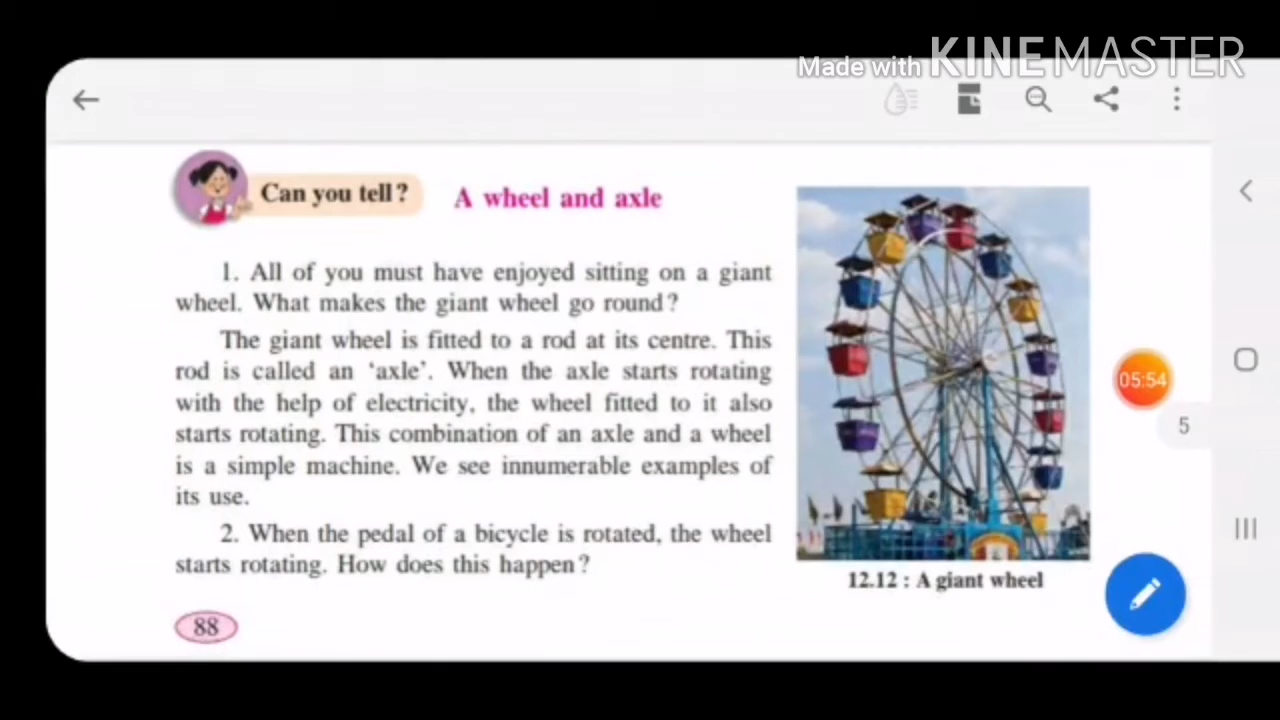 Made with KINEMASTER
Can you tell?
A wheel and axle
1. All of you must have enjoyed sitting on a giant
wheel. What makes the giant wheel go round?
The giant wheel is fitted to a rod at its centre. This
rod is called an ‘axle’. When the axle starts rotating
with the help of electricity, the wheel fitted to it also
starts rotating. This combination of an axle and a wheel
is a simple machine. We see innumerable examples of
its use.
2. When the pedal of a bicycle is rotated, the wheel
starts rotating. How does this happen?
12.12 : A giant wheel
88
05:54
5